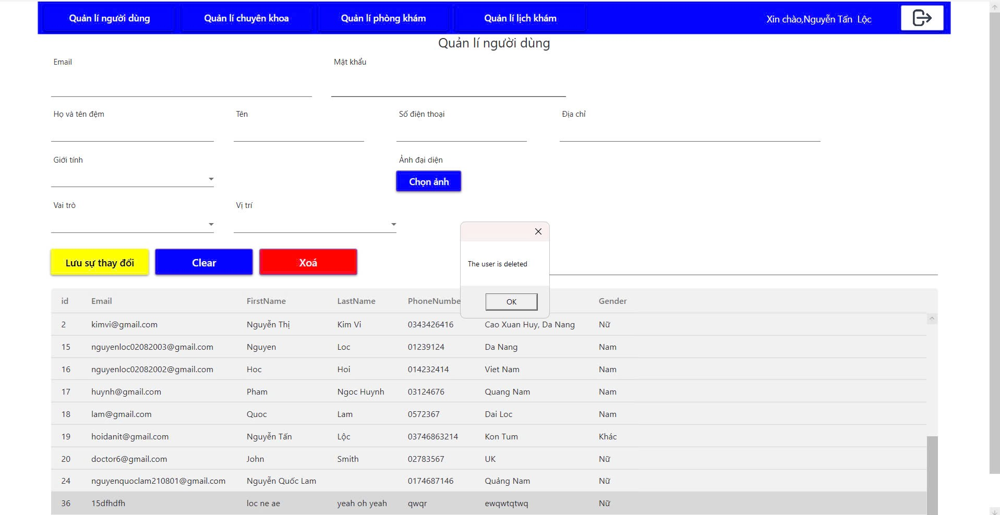 Quản lí người dùng Quản lí chuyên khoa Quản lí phòng khám Quản lí lịch khám Xin chào,Nguyễn Tấn Lộc
Quản lí người dùng
Email Mật khẩu
Họ và tên đệm Tên Số điện thoại Địa chỉ
Giới tính Ảnh đại diện
Chọn ảnh
Vai trò Vị trí
Lưu sự thay đổi Clear Xoá
The user is deleted
OK
id Email FirstName LastName PhoneNumbe Gender
2 kimvi@gmail.com Nguyễn Thị Kim Vi 0343426416 Cao Xuan Huy, Da Nang Nữ
15 nguyenloc02082003@gmail.com Nguyen Loc 01239124 Da Nang Nam
16 nguyenloc02082002@gmail.com Hoc Hoi 014232414 Viet Nam Nam
17 huynh@gmail.com Pham Ngoc Huynh 03124676 Quang Nam Nam
18 lam@gmail.com Quoc Lam 0572367 Dai Loc Nam
19 hoidanit@gmail.com Nguyễn Tấn Lộc 03746863214 Kon Tum Khác
20 doctor6@gmail.com John Smith 02783567 UK Nữ
24 nguyenquoclam210801@gmail.com Nguyễn Quốc Lam 0174687146 Quảng Nam Nữ
36 15dfhdfh loc ne ae yeah oh yeah qwqr ewqwtqtwq Nữ